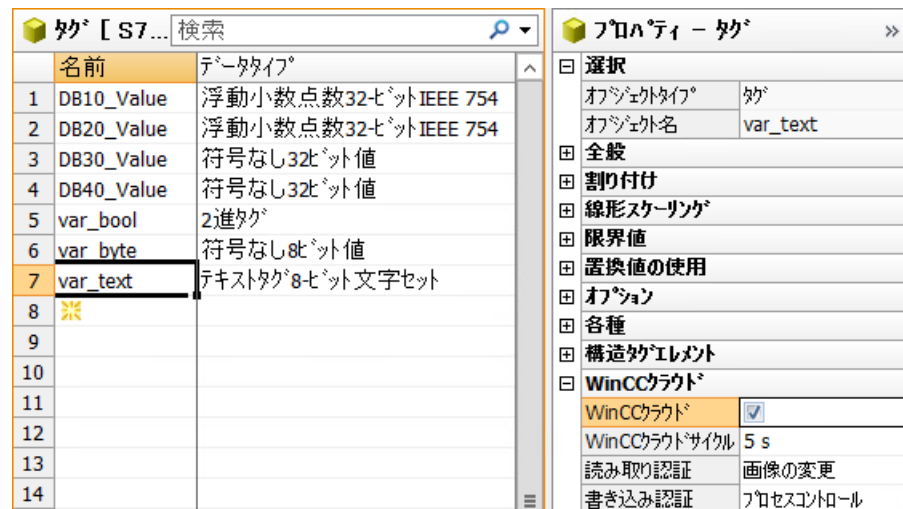 ﾀｸﾞ [ S7... 検索
名前 ﾃﾞｰﾀﾀｲﾌﾟ
1 DB10_Value 浮動小数点数32-ﾋﾞｯﾄIEEE 754
2 DB20_Value 浮動小数点数32-ﾋﾞｯﾄIEEE 754
3 DB30_Value 符号なし32ﾋﾞｯﾄ値
4 DB40_Value 符号なし32ﾋﾞｯﾄ値
5 var_bool 2進ﾀｸﾞ
6 var_byte 符号なし8ﾋﾞｯﾄ値
7 var_text ﾃｷｽﾄﾀｸﾞ8-ﾋﾞｯﾄ文字ｾｯﾄ
8
9
10
11
12
13
14
ﾌﾟﾛﾊﾟﾃｨｰ - ﾀｸﾞ »
選択
ｵﾌﾞｼﾞｪｸﾄﾀｲﾌﾟ ﾀｸﾞ
ｵﾌﾞｼﾞｪｸﾄ名 var_text
全般
割り付け
線形ｽｹｰﾘﾝｸﾞ
限界値
置換値の使用
ｵﾌﾟｼｮﾝ
各種
構造ﾀｸﾞｴﾚﾒﾝﾄ
WinCCｸﾗｳﾄﾞ
WinCCｸﾗｳﾄﾞ
WinCCｸﾗｳﾄﾞｻｲｸﾙ 5 s
読み取り認証 画像の変更
書き込み認証 ﾌﾟﾛｾｽｺﾝﾄﾛｰﾙ